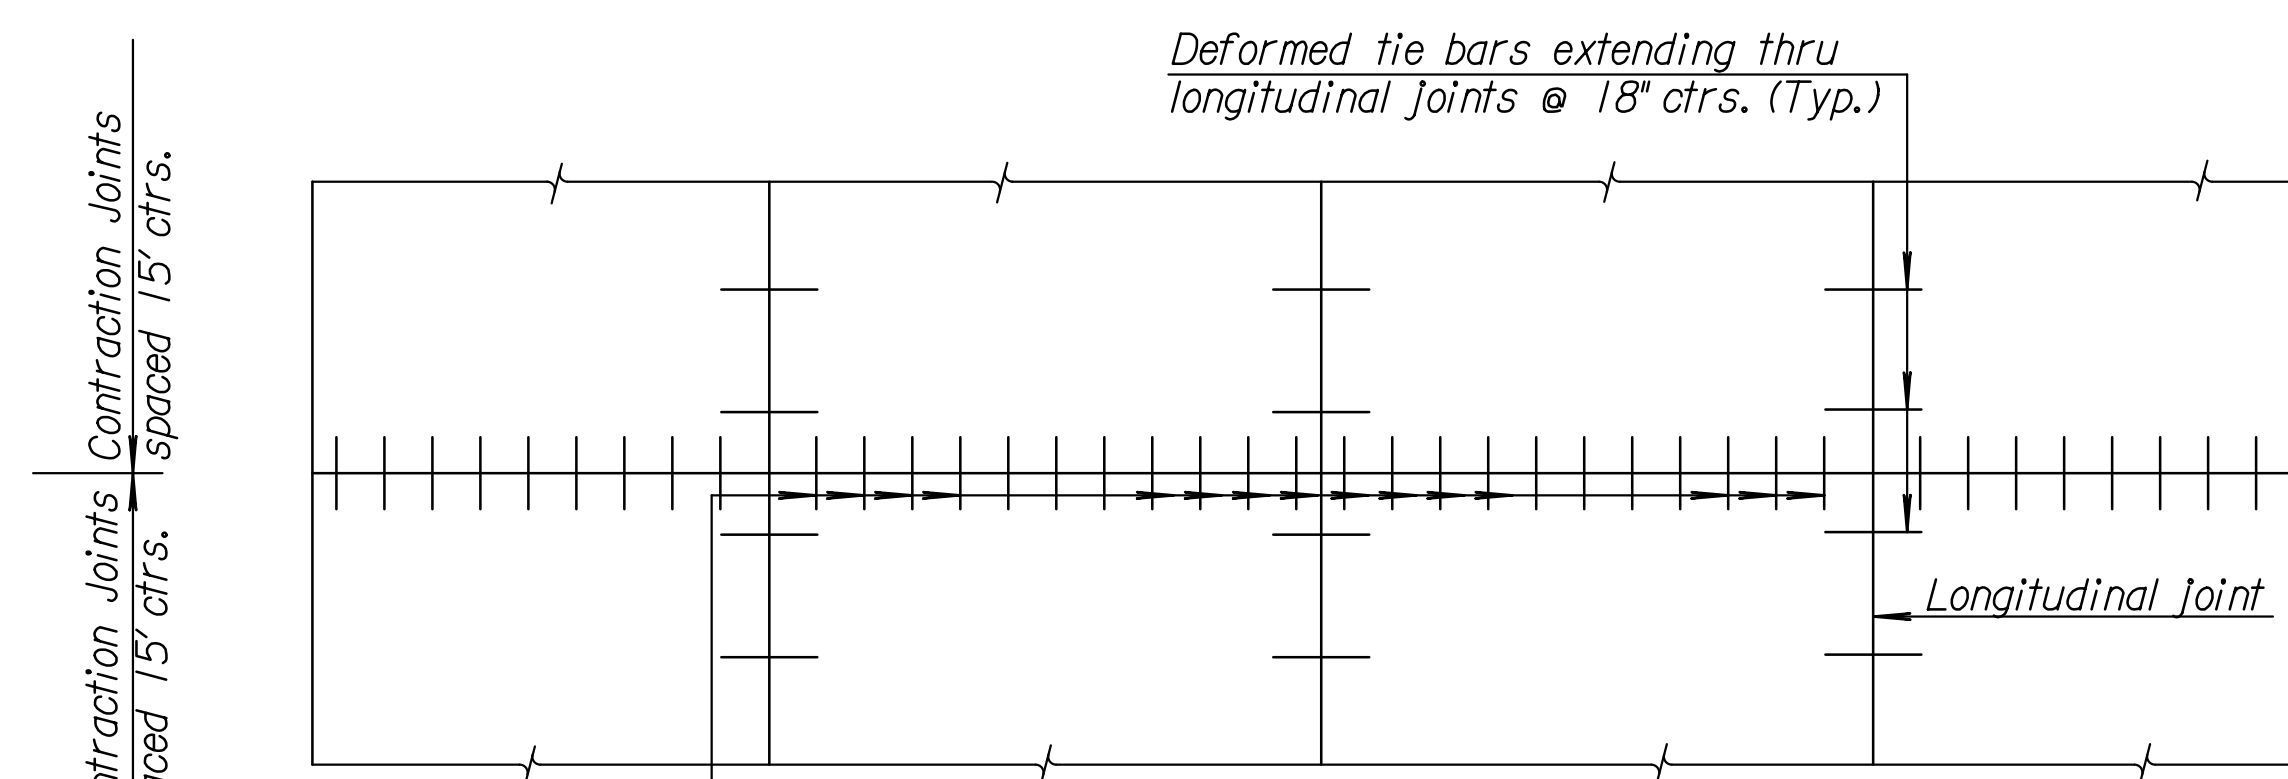 Deformed tie bars extending thru
longitudinal joints @ 18" ctrs. (Typ.)
Contraction Joints
spaced 15' ctrs.
Joints
15' ctrs.
Longitudinal joint